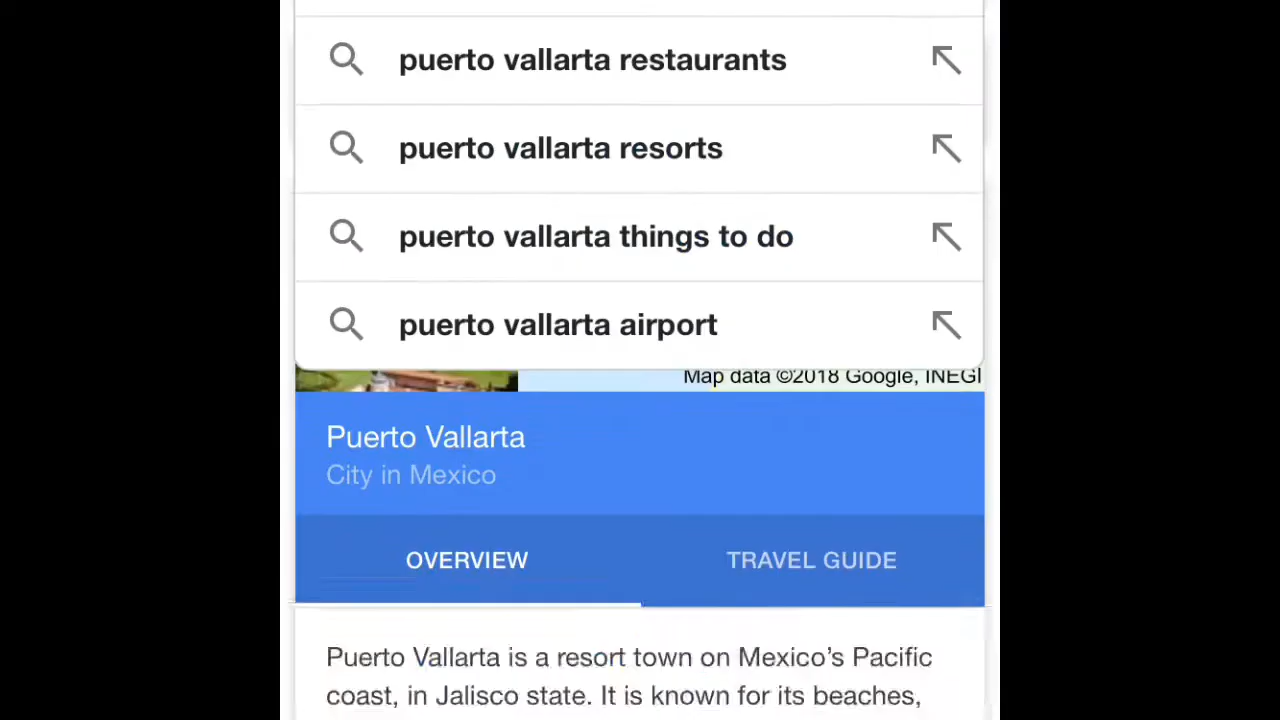 puerto vallarta restaurants
puerto vallarta resorts
puerto vallarta things to do
puerto vallarta airport
Map data ©2018 Google, INEGI
Puerto Vallarta
City in Mexico
OVERVIEW
TRAVEL GUIDE
Puerto Vallarta is a resort town on Mexico’s Pacific
coast, in Jalisco state. It is known for its beaches,